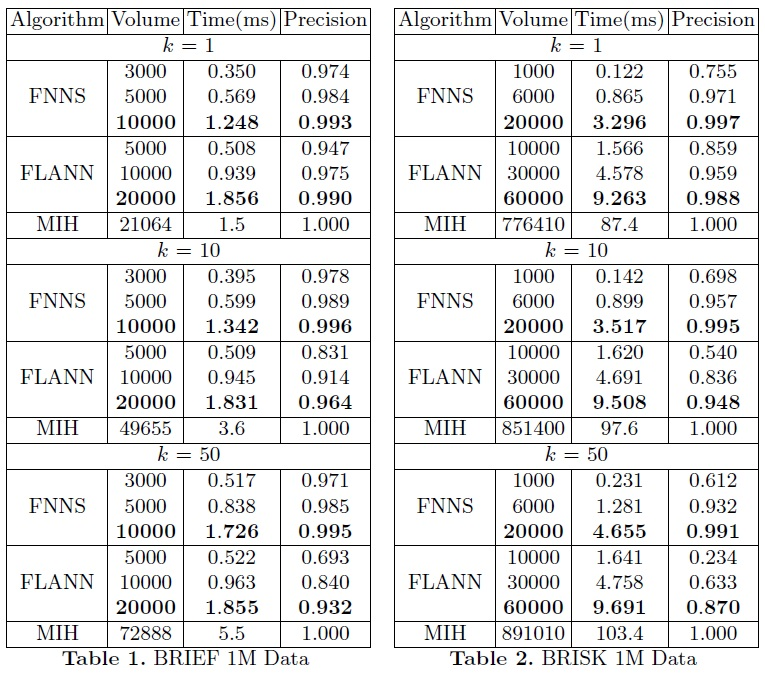 Algorithm Volume Time(ms) Precision
k = 1
3000 0.350 0.974
FNNS 5000 0.569 0.984
10000 1.248 0.993
5000 0.508 0.947
FLANN 10000 0.939 0.975
20000 1.856 0.990
MIH 21064 1.5 1.000
k = 10
3000 0.395 0.978
FNNS 5000 0.599 0.989
10000 1.342 0.996
5000 0.509 0.831
FLANN 10000 0.945 0.914
20000 1.831 0.964
MIH 49655 3.6 1.000
k = 50
3000 0.517 0.971
FNNS 5000 0.838 0.985
10000 1.726 0.995
5000 0.522 0.693
FLANN 10000 0.963 0.840
20000 1.855 0.932
MIH 72888 5.5 1.000
Table 1. BRIEF 1M Data
Algorithm Volume Time(ms) Precision
k = 1
1000 0.122 0.755
FNNS 6000 0.865 0.971
20000 3.296 0.997
10000 1.566 0.859
FLANN 30000 4.578 0.959
60000 9.263 0.988
MIH 776410 87.4 1.000
k = 10
1000 0.142 0.698
FNNS 6000 0.899 0.957
20000 3.517 0.995
10000 1.620 0.540
FLANN 30000 4.691 0.836
60000 9.508 0.948
MIH 851400 97.6 1.000
k = 50
1000 0.231 0.612
FNNS 6000 1.281 0.932
20000 4.655 0.991
10000 1.641 0.234
FLANN 30000 4.758 0.633
60000 9.691 0.870
MIH 891010 103.4 1.000
Table 2. BRISK 1M Data